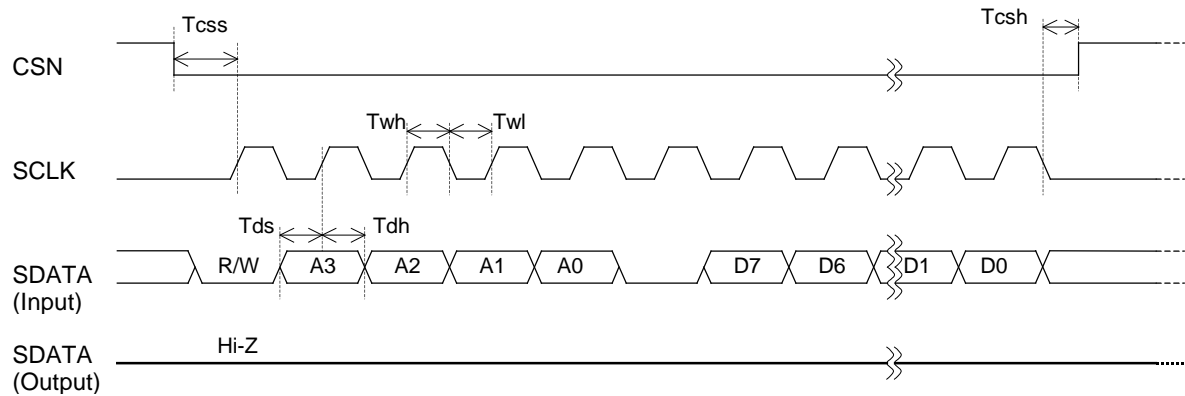 Tcss
Tcsh
CSN
Twh
Twl
SCLK
Tds
Tdh
R/W
A3
A2
A1
A0
D7
D6
D1
D0
SDATA
(Input)
Hi-Z
SDATA
(Output)